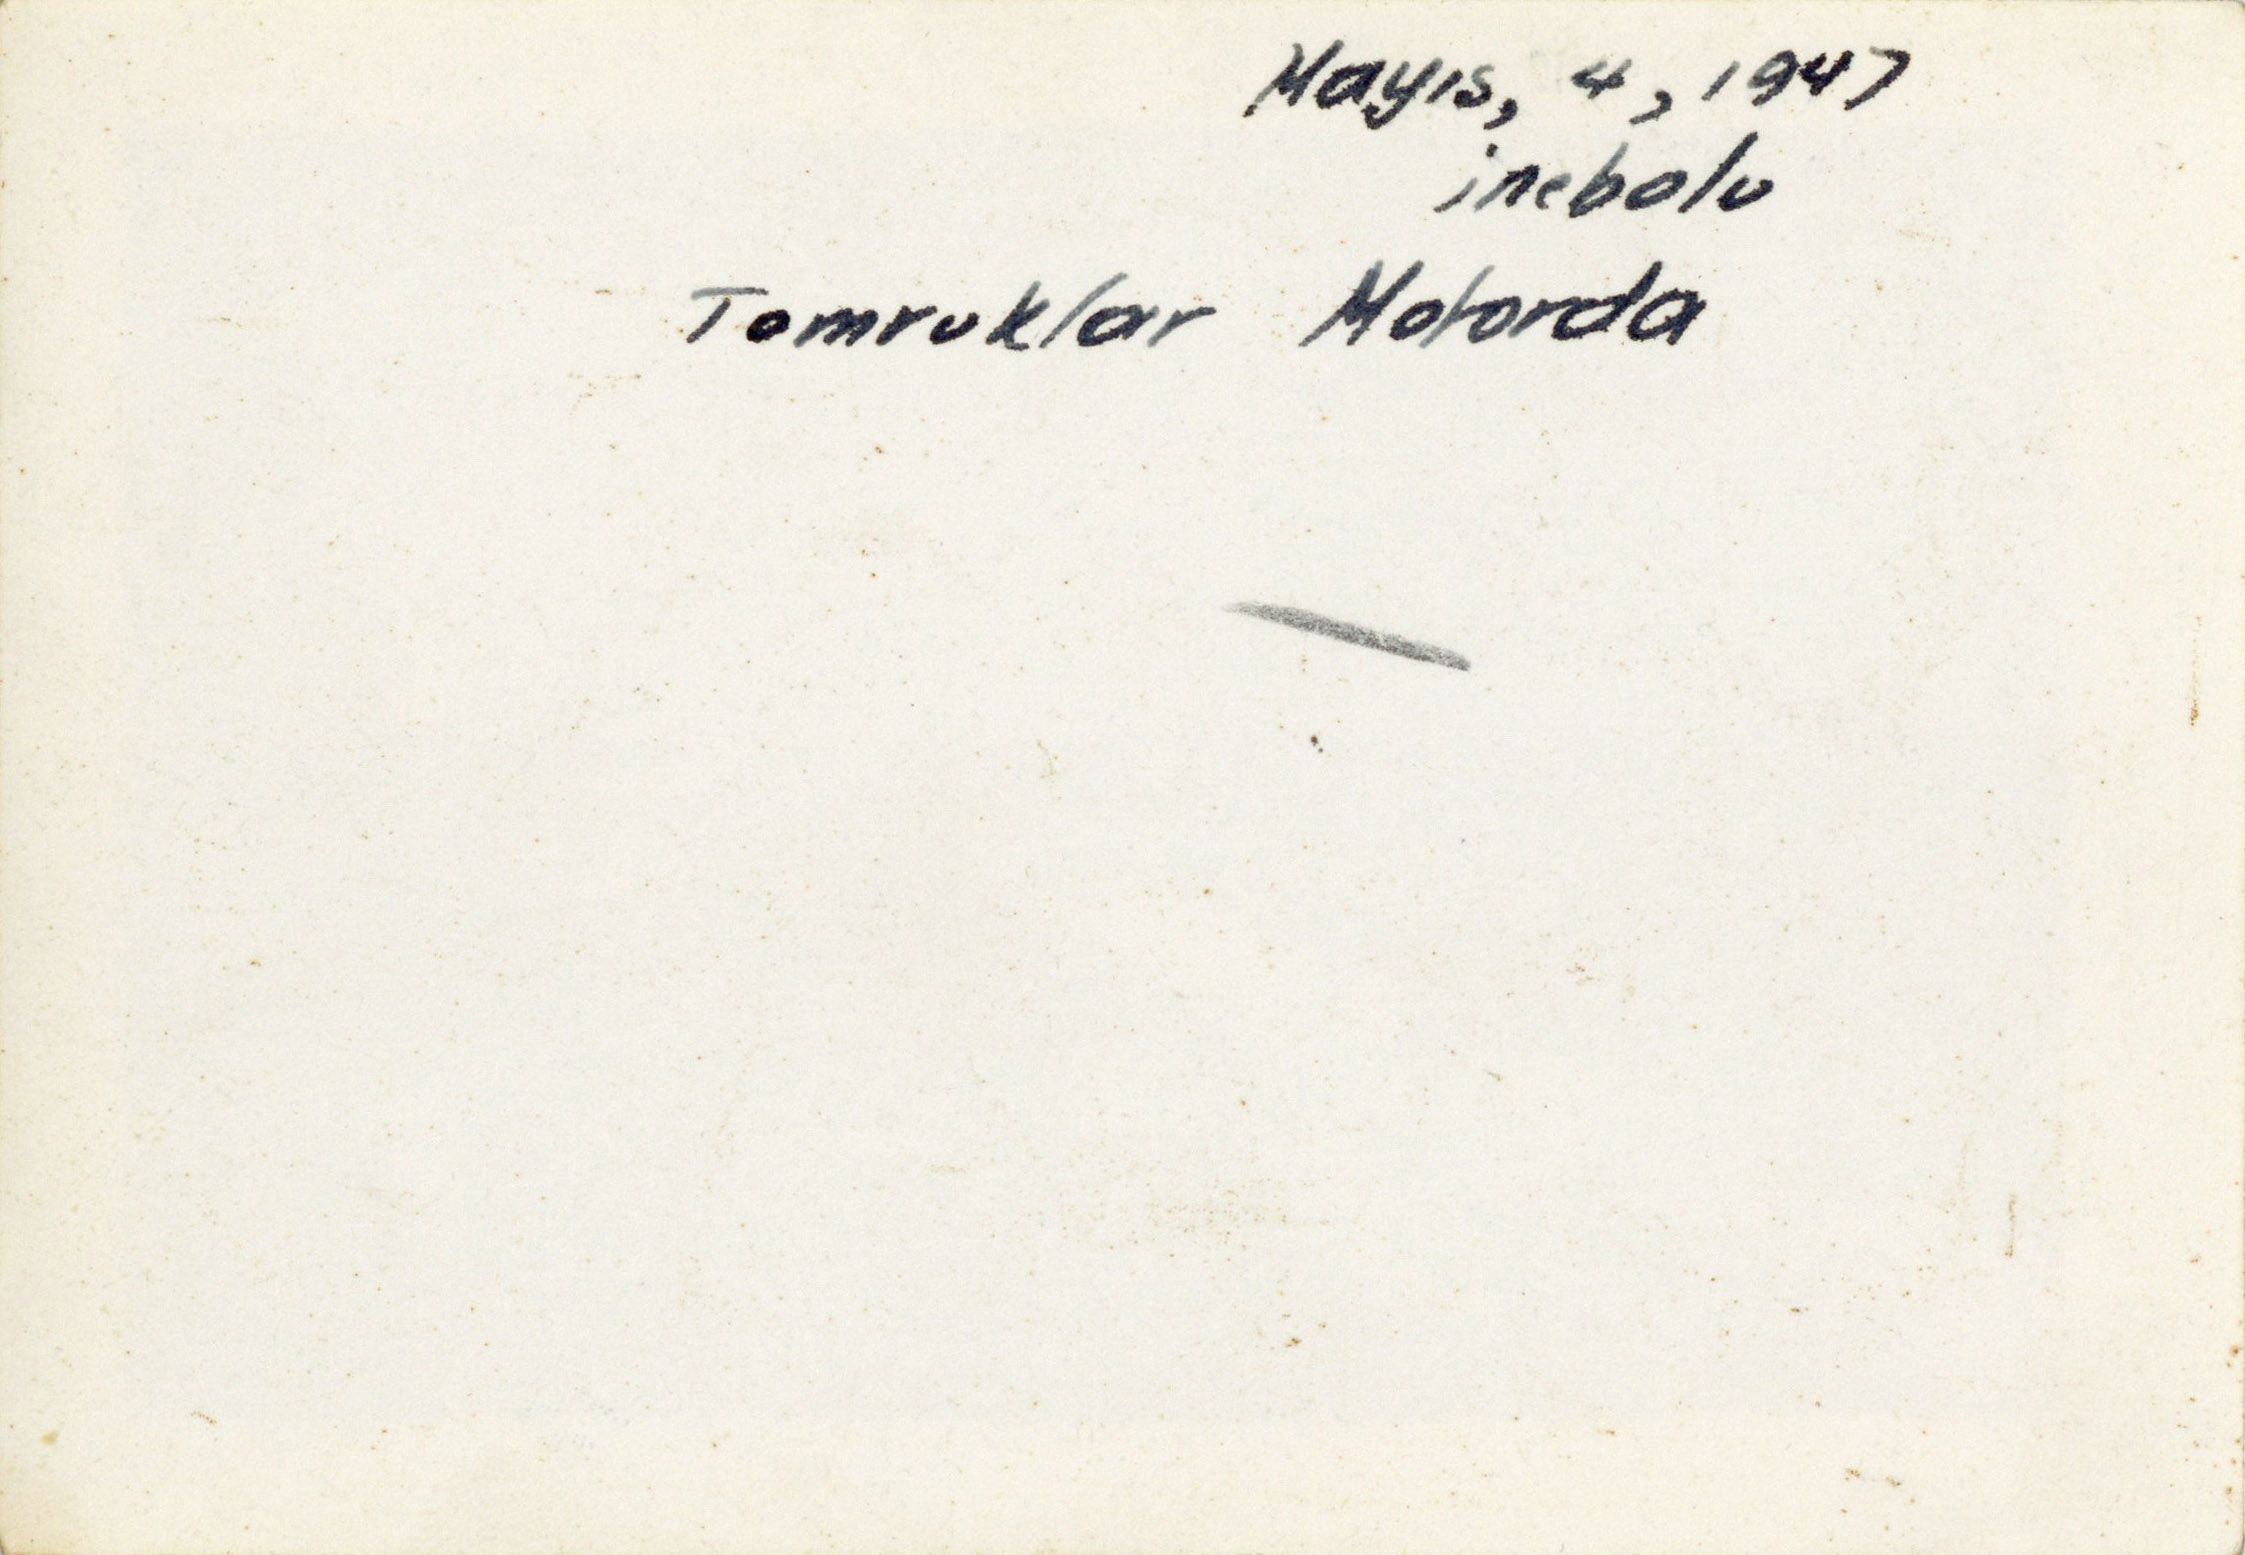 Mayıs, 4, 1947
inebolu
Tomruklar Motorda